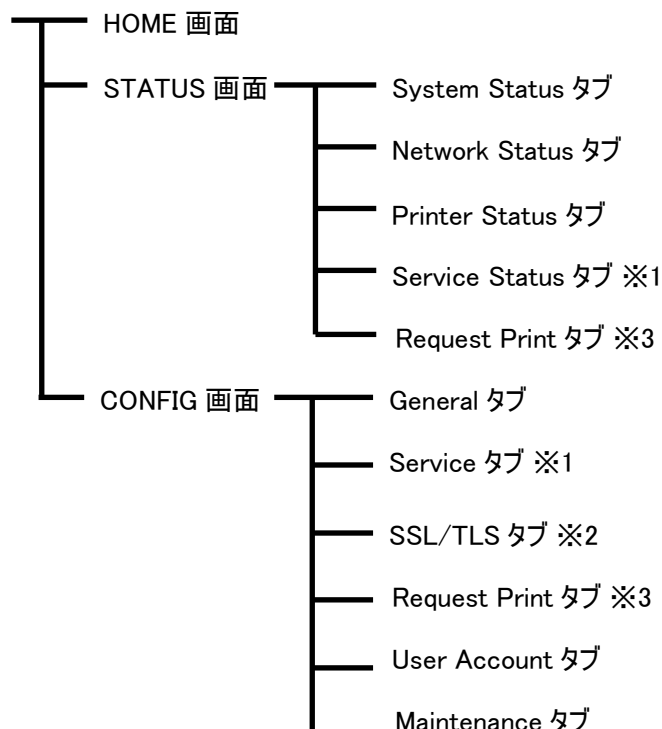 HOME 画面
STATUS 画面
System Status タブ
Network Status タブ
Printer Status タブ
Service Status タブ ※1
Request Print タブ ※3
CONFIG 画面
General タブ
Service タブ ※1
SSL/TLS タブ ※2
Request Print タブ ※3
User Account タブ
Maintenance タブ